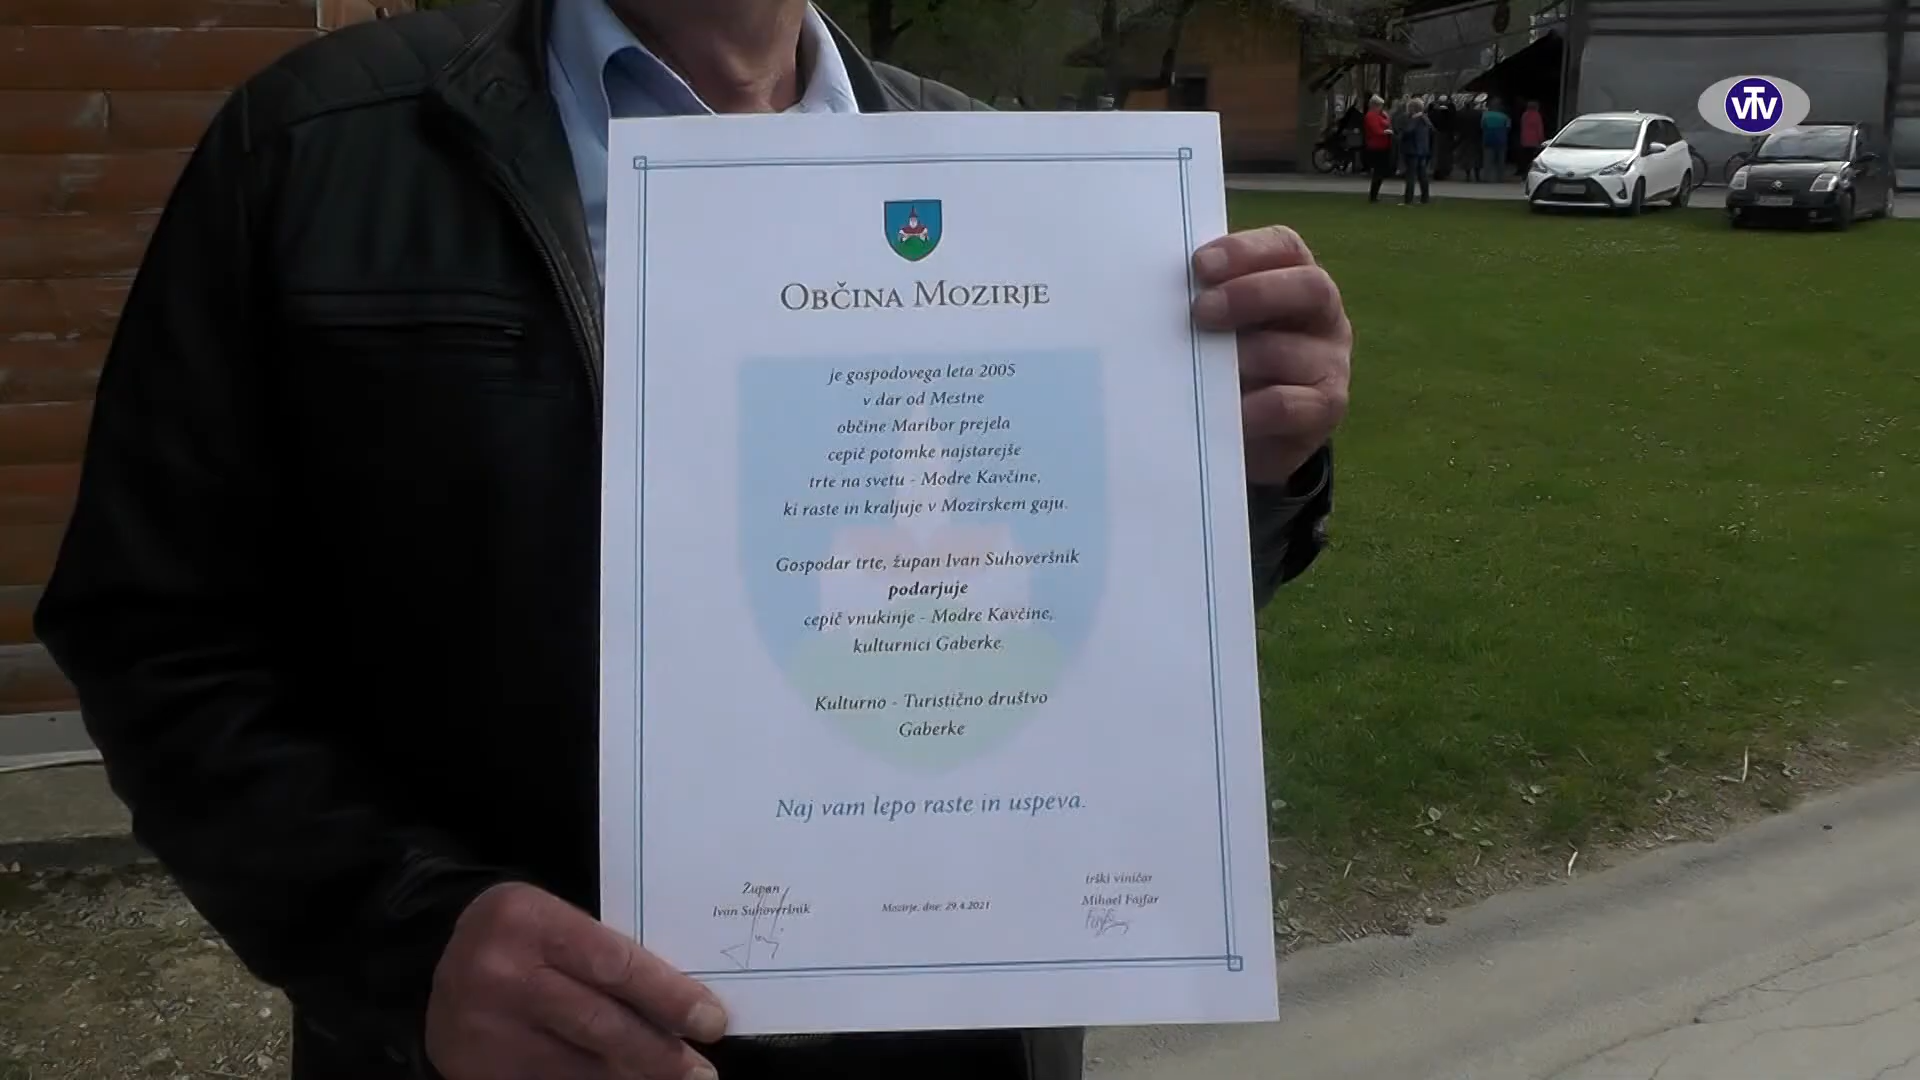 VTV
OBČINA MOZIRJE
je gospodovega leta 2005
v dar od Mestne
občine Maribor prejela
cepič potomke najstarejše
trte na svetu - Modre Kavčine,
ki raste in kraljuje v Mozirskem gaju.
Gospodar trte, župan Ivan Suhoveršnik
podarjuje
cepič vnukinje - Modre Kavčine,
kulturnici Gaberke.
Kulturno - Turistično društvo
Gaberke
Naj vam lepo raste in uspeva.
Župan
Ivan Suhoveršnik
Mozirje, dne: 29.4.2021
trški viničar
Mihael Fajfar